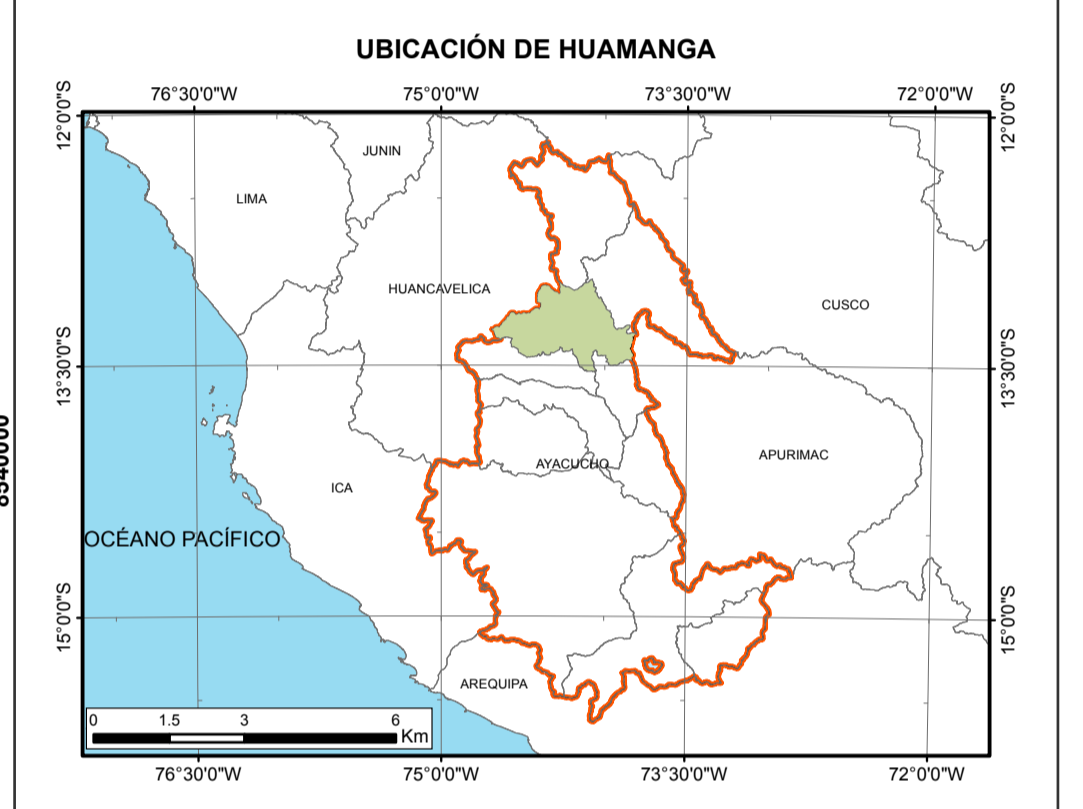 UBICACIÓN DE HUAMANGA
76°30'0"W 75°0'0"W 73°30'0"W 72°0'0"W
12°0'0"S 12°0'0"S
JUNIN
LIMA
HUANCAVELICA
CUSCO
13°30'0"S 13°30'0"S
8540000
AYACUCHO
APURIMAC
ICA
OCÉANO PACÍFICO
15°0'0"S 15°0'0"S
AREQUIPA
0 1.5 3 6
Km
76°30'0"W 75°0'0"W 73°30'0"W 72°0'0"W